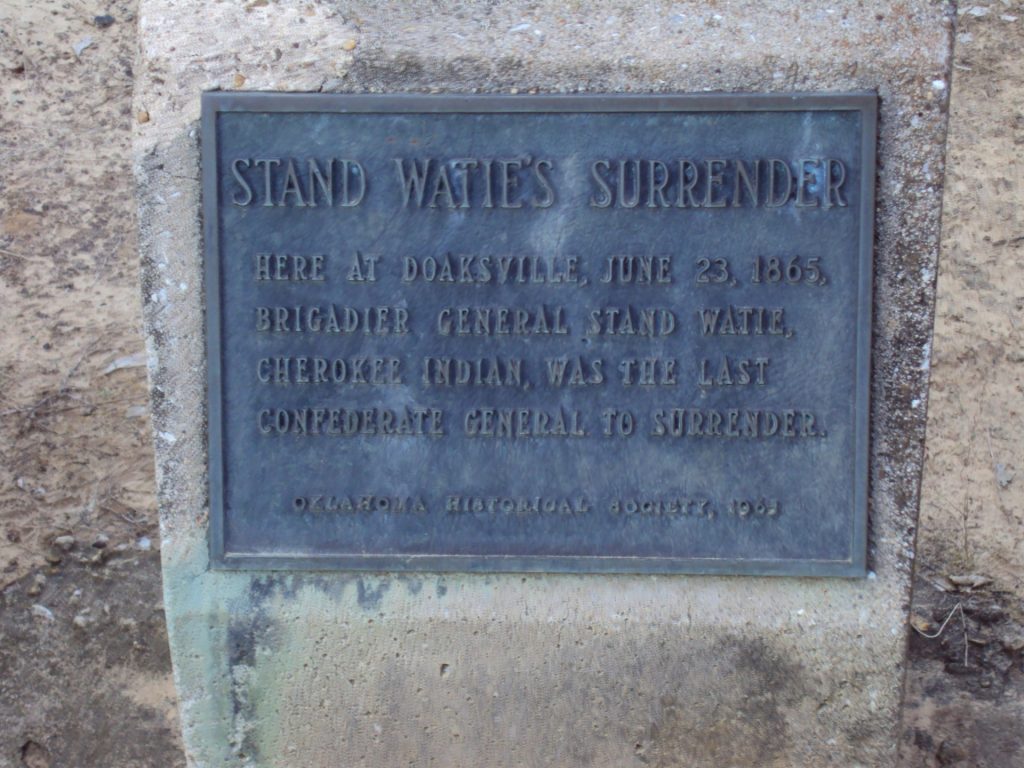 STAND WATIE'S SURRENDER
HERE AT DOAKSVILLE, JUNE 23, 1865,
BRIGADIER GENERAL STAND WATIE,
CHEROKEE INDIAN, WAS THE LAST
CONFEDERATE GENERAL TO SURRENDER.
OKLAHOMA HISTORICAL SOCIETY,